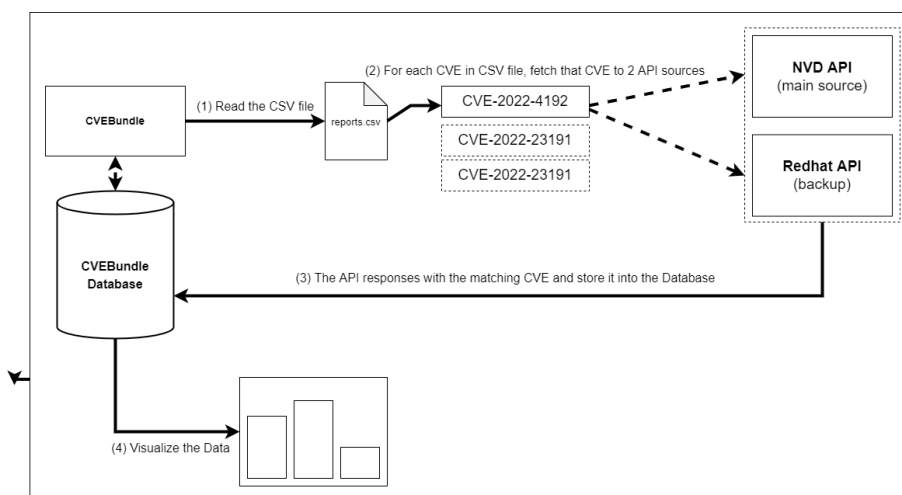 (2) For each CVE in CSV file, fetch that CVE to 2 API sources
NVD API
(main source)
(1) Read the CSV file
CVE-2022-4192
CVEBundle
reports.csv
CVE-2022-23191
CVE-2022-23191
Redhat API
(backup)
CVEBundle
Database
(3) The API responses with the matching CVE and store it into the Database
(4) Visualize the Data